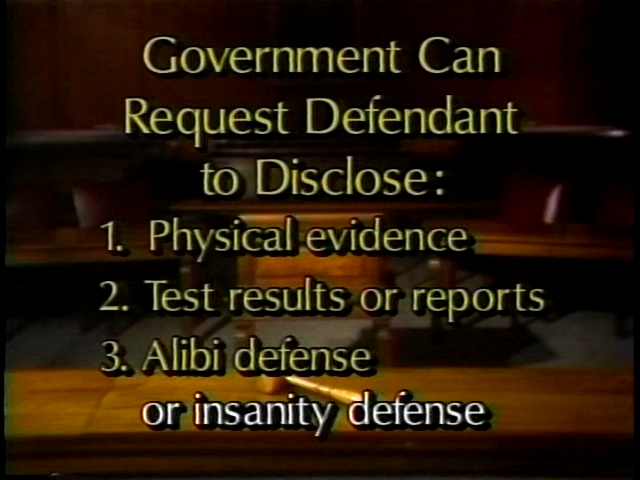 Government Can
Request Defendant
to Disclose:
1. Physical evidence
2. Test results or reports
3. Alibi defense
or insanity defense